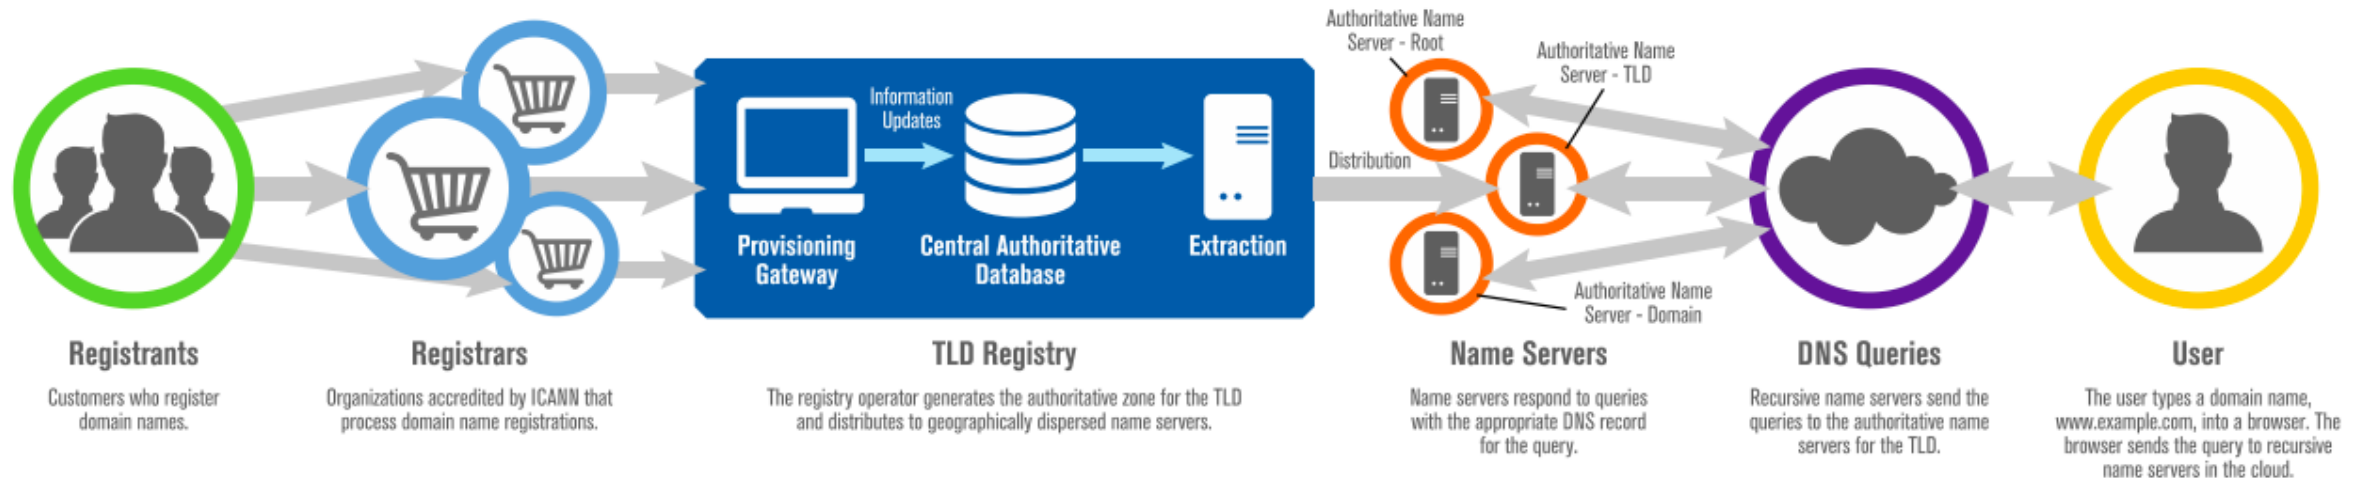 Registrants
Customers who register
domain names.
Registrars
Organizations accredited by ICANN that
process domain name registrations.
Information
Updates
Provisioning
Gateway
Central Authoritative
Database
Extraction
TLD Registry
The registry operator generates the authoritative zone for the TLD
and distributes to geographically dispersed name servers.
Distribution
Authoritative Name
Server - Root
Authoritative Name
Server - TLD
Authoritative Name
Server - Domain
Name Servers
Name servers respond to queries
with the appropriate DNS record
for the query.
DNS Queries
Recursive name servers send the
queries to the authoritative name
servers for the TLD.
User
The user types a domain name,
www.example.com, into a browser. The
browser sends the query to recursive
name servers in the cloud.